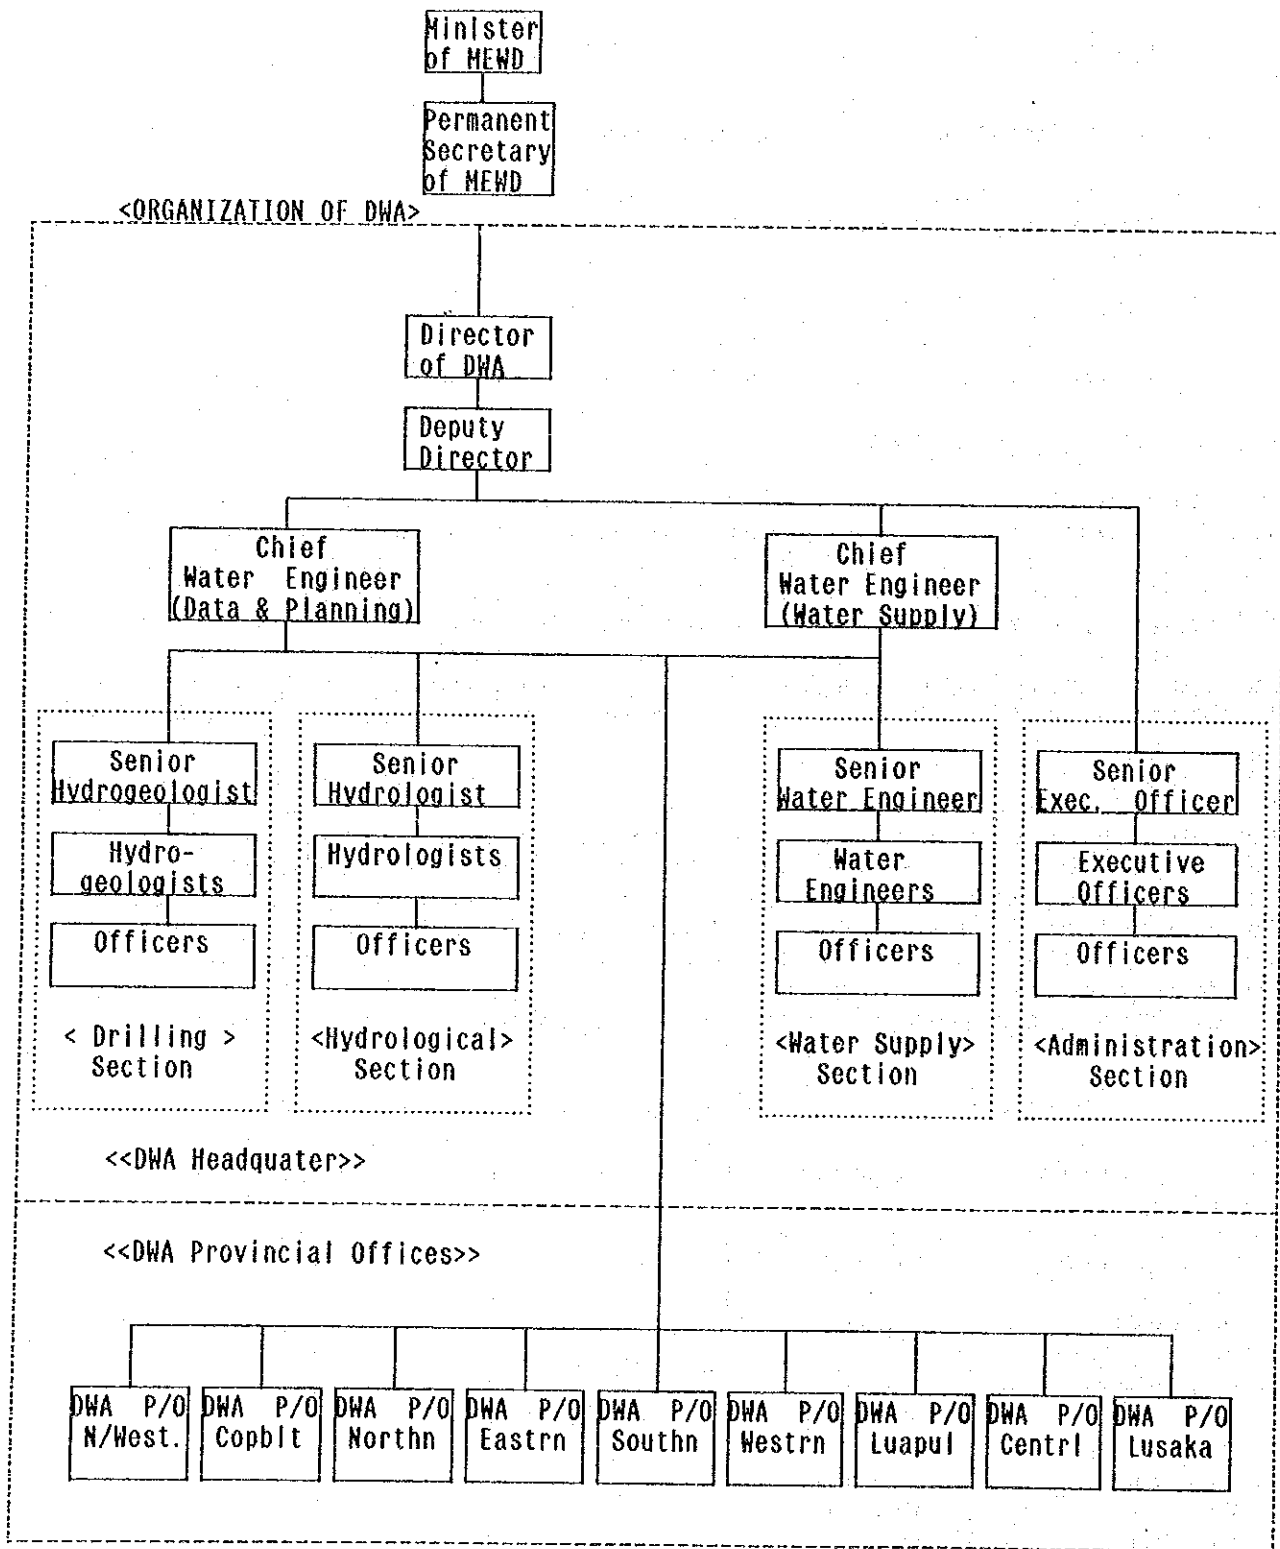 Minister
of MEWD
Permanent
Secretary
of MEWD
<ORGANIZATION OF DWA>
Director
of DWA
Deputy
Director
Chief
Water Engineer
(Data & Planning)
Chief
Water Engineer
(Water Supply)
Senior
Hydrogeologist
Hydro-
geologists
Officers
< Drilling >
Section
Senior
Hydrologist
Hydrologists
Officers
<Hydrological>
Section
Senior
Water Engineer
Water
Engineers
Officers
<Water Supply>
Section
Senior
Exec. Officer
Executive
Officers
Officers
<Administration>
Section
<<DWA Headquater>>
<<DWA Provincial Offices>>
DWA P/O
N/West.
DWA P/O
Copblt
DWA P/O
Northn
DWA P/O
Eastrn
DWA P/O
Southn
DWA P/O
Westrn
DWA P/O
Luapul
DWA P/O
Centrl
DWA P/O
Lusaka